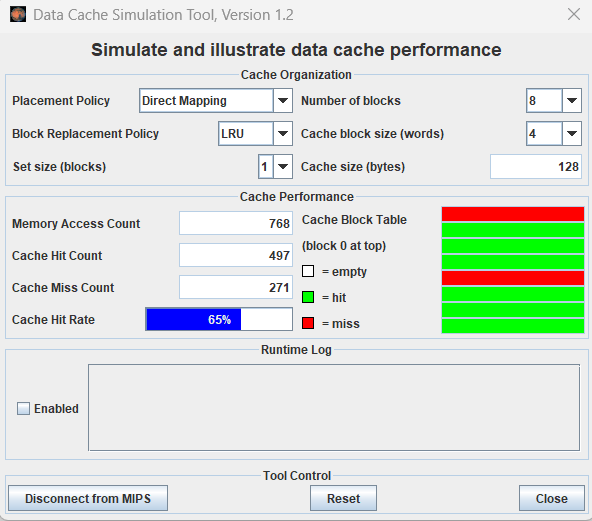 Data Cache Simulation Tool, Version 1.2
Simulate and illustrate data cache performance
Cache Organization
Placement Policy Direct Mapping Number of blocks 8
Block Replacement Policy LRU Cache block size (words) 4
Set size (blocks) 1 Cache size (bytes) 128
Cache Performance
Memory Access Count 768 Cache Block Table
Cache Hit Count 497 (block 0 at top)
= empty
Cache Miss Count 271 = hit
Cache Hit Rate 65% = miss
Runtime Log
Enabled
Tool Control
Disconnect from MIPS Reset Close